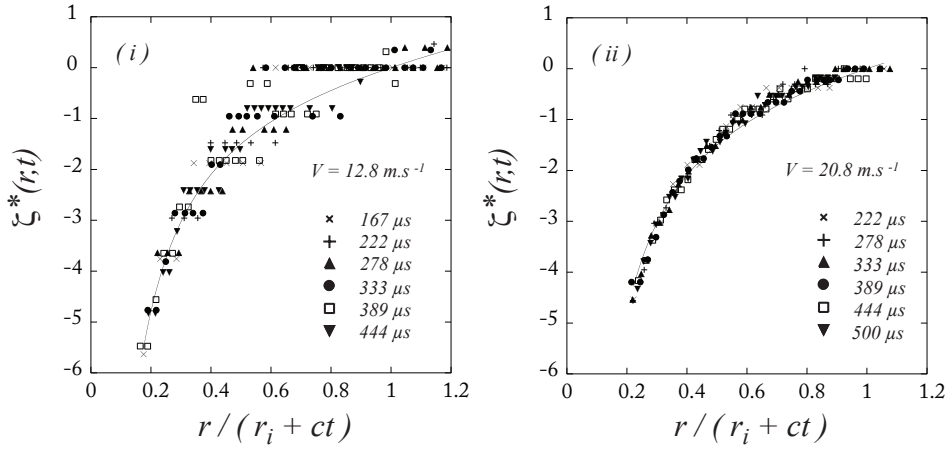 (i)
1
0
−1
−2
−3
−4
−5
−6
ζ*(r,t)
V = 12.8 m.s -1
× 167 μs
+ 222 μs
▲ 278 μs
● 333 μs
□ 389 μs
▼ 444 μs
0 0.2 0.4 0.6 0.8 1 1.2
r / ( ri + ct )
(ii)
1
0
−1
−2
−3
−4
−5
−6
ζ*(r,t)
V = 20.8 m.s -1
× 222 μs
+ 278 μs
▲ 333 μs
● 389 μs
□ 444 μs
▼ 500 μs
0 0.2 0.4 0.6 0.8 1 1.2
r / ( ri + ct )